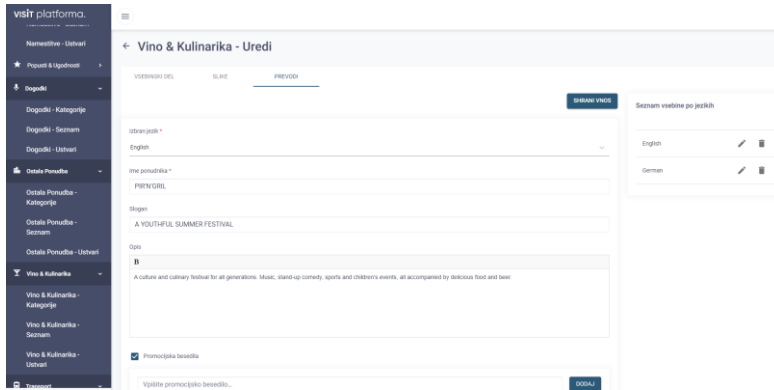 VISIT platforma.
Namestitve - Ustvari
Popusti & Ugodnosti
Dogodki
Dogodki - Kategorije
Dogodki - Seznam
Dogodki - Ustvari
Ostala Ponudba
Ostala Ponudba -
Kategorije
Ostala Ponudba -
Seznam
Ostala Ponudba - Ustvari
Vino & Kulinarika
Vino & Kulinarika -
Kategorije
Vino & Kulinarika -
Seznam
Vino & Kulinarika -
Ustvari
Transport
Vino & Kulinarika - Uredi
VSEBINSKI DEL SLIKE PREVODI
SHRANI VNOS
Izbran jezik *
English
Ime ponudnika *
PIR'N'GRIL
Slogan
A YOUTHFUL SUMMER FESTIVAL
Opis
B
A culture and culinary festival for all generations. Music, stand-up comedy, sports and children's events, all accompanied by delicious food and beer.
Promocijska besedila
Vpišite promocijsko besedilo...
DODAJ
Seznam vsebine po jezikih
English
German